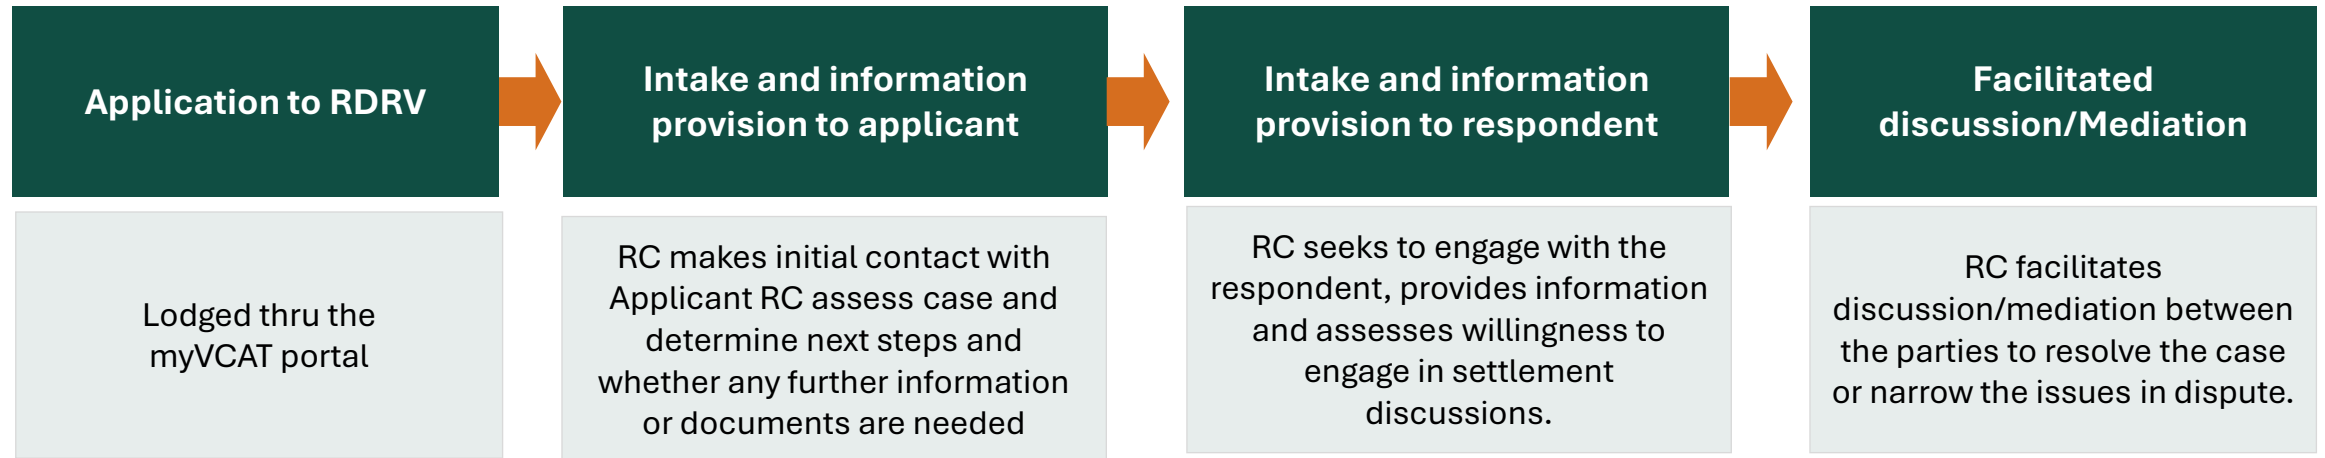 Application to RDRV
Lodged thru the
myVCAT portal
Intake and information
provision to applicant
RC makes initial contact with
Applicant RC assess case and
determine next steps and
whether any further information
or documents are needed
Intake and information
provision to respondent
RC seeks to engage with the
respondent, provides information
and assesses willingness to
engage in settlement
discussions.
Facilitated
discussion/Mediation
RC facilitates
discussion/mediation between
the parties to resolve the case
or narrow the issues in dispute.